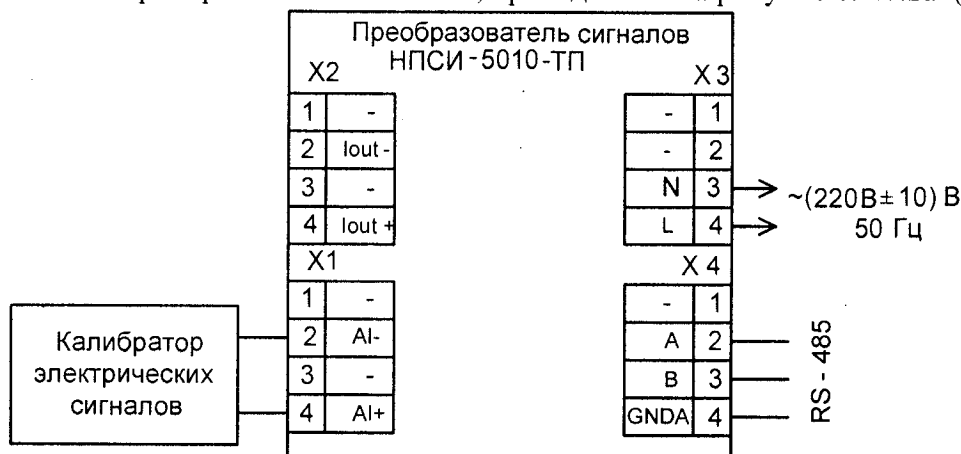 Преобразователь сигналов
НПСИ-5010-ТП
X2
X3
1 -
2 Iout -
3 -
4 Iout +
- 1
- 2
N 3
L 4
~(220В±10) В
50 Гц
X1
X4
1 -
2 AI-
3 -
4 AI+
- 1
A 2
B 3
GNDA 4
Калибратор
электрических
сигналов
RS - 485